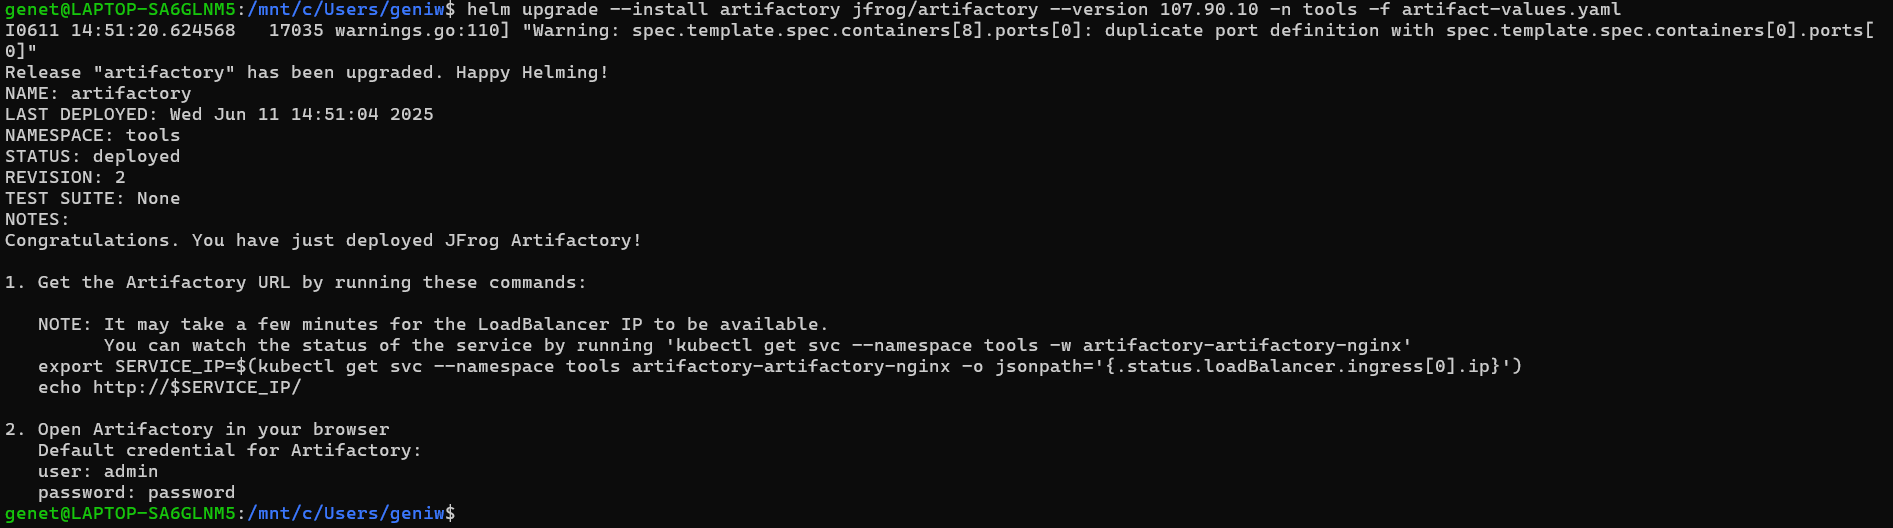 genet@LAPTOP-SA6GLNM5:/mnt/c/Users/geniw$ helm upgrade --install artifactory jfrog/artifactory --version 107.90.10 -n tools -f artifact-values.yaml
I0611 14:51:20.624568   17035 warnings.go:110] "Warning: spec.template.spec.containers[8].ports[0]: duplicate port definition with spec.template.spec.containers[0].ports[
0]"
Release "artifactory" has been upgraded. Happy Helming!
NAME: artifactory
LAST DEPLOYED: Wed Jun 11 14:51:04 2025
NAMESPACE: tools
STATUS: deployed
REVISION: 2
TEST SUITE: None
NOTES:
Congratulations. You have just deployed JFrog Artifactory!

1. Get the Artifactory URL by running these commands:

   NOTE: It may take a few minutes for the LoadBalancer IP to be available.
         You can watch the status of the service by running 'kubectl get svc --namespace tools -w artifactory-artifactory-nginx'
   export SERVICE_IP=$(kubectl get svc --namespace tools artifactory-artifactory-nginx -o jsonpath='{.status.loadBalancer.ingress[0].ip}')
   echo http://$SERVICE_IP/

2. Open Artifactory in your browser
   Default credential for Artifactory:
   user: admin
   password: password
genet@LAPTOP-SA6GLNM5:/mnt/c/Users/geniw$